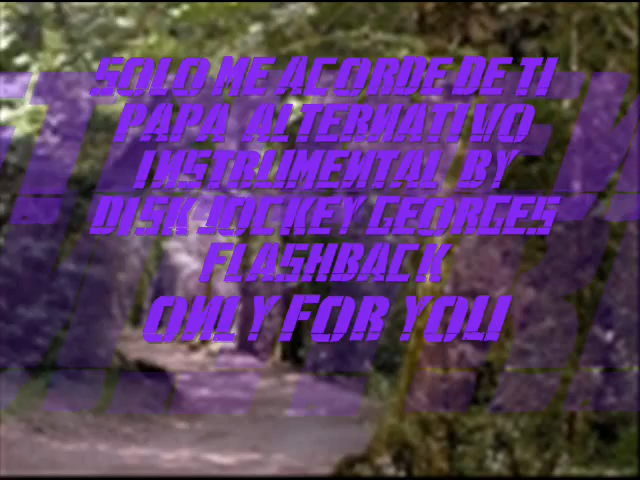 SOLO ME ACORDE DE TI
PAPA ALTERNATIVO
INSTRUMENTAL BY
DISK JOCKEY GEORGES
FLASHBACK
ONLY FOR YOU